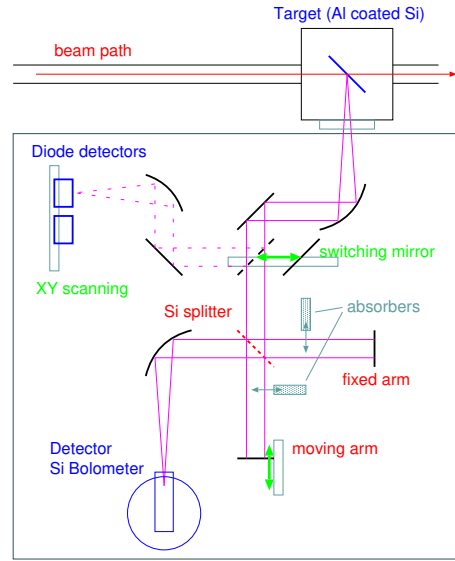 Target (Al coated Si)
beam path
Diode detectors
switching mirror
XY scanning
Si splitter
absorbers
fixed arm
Detector
Si Bolometer
moving arm